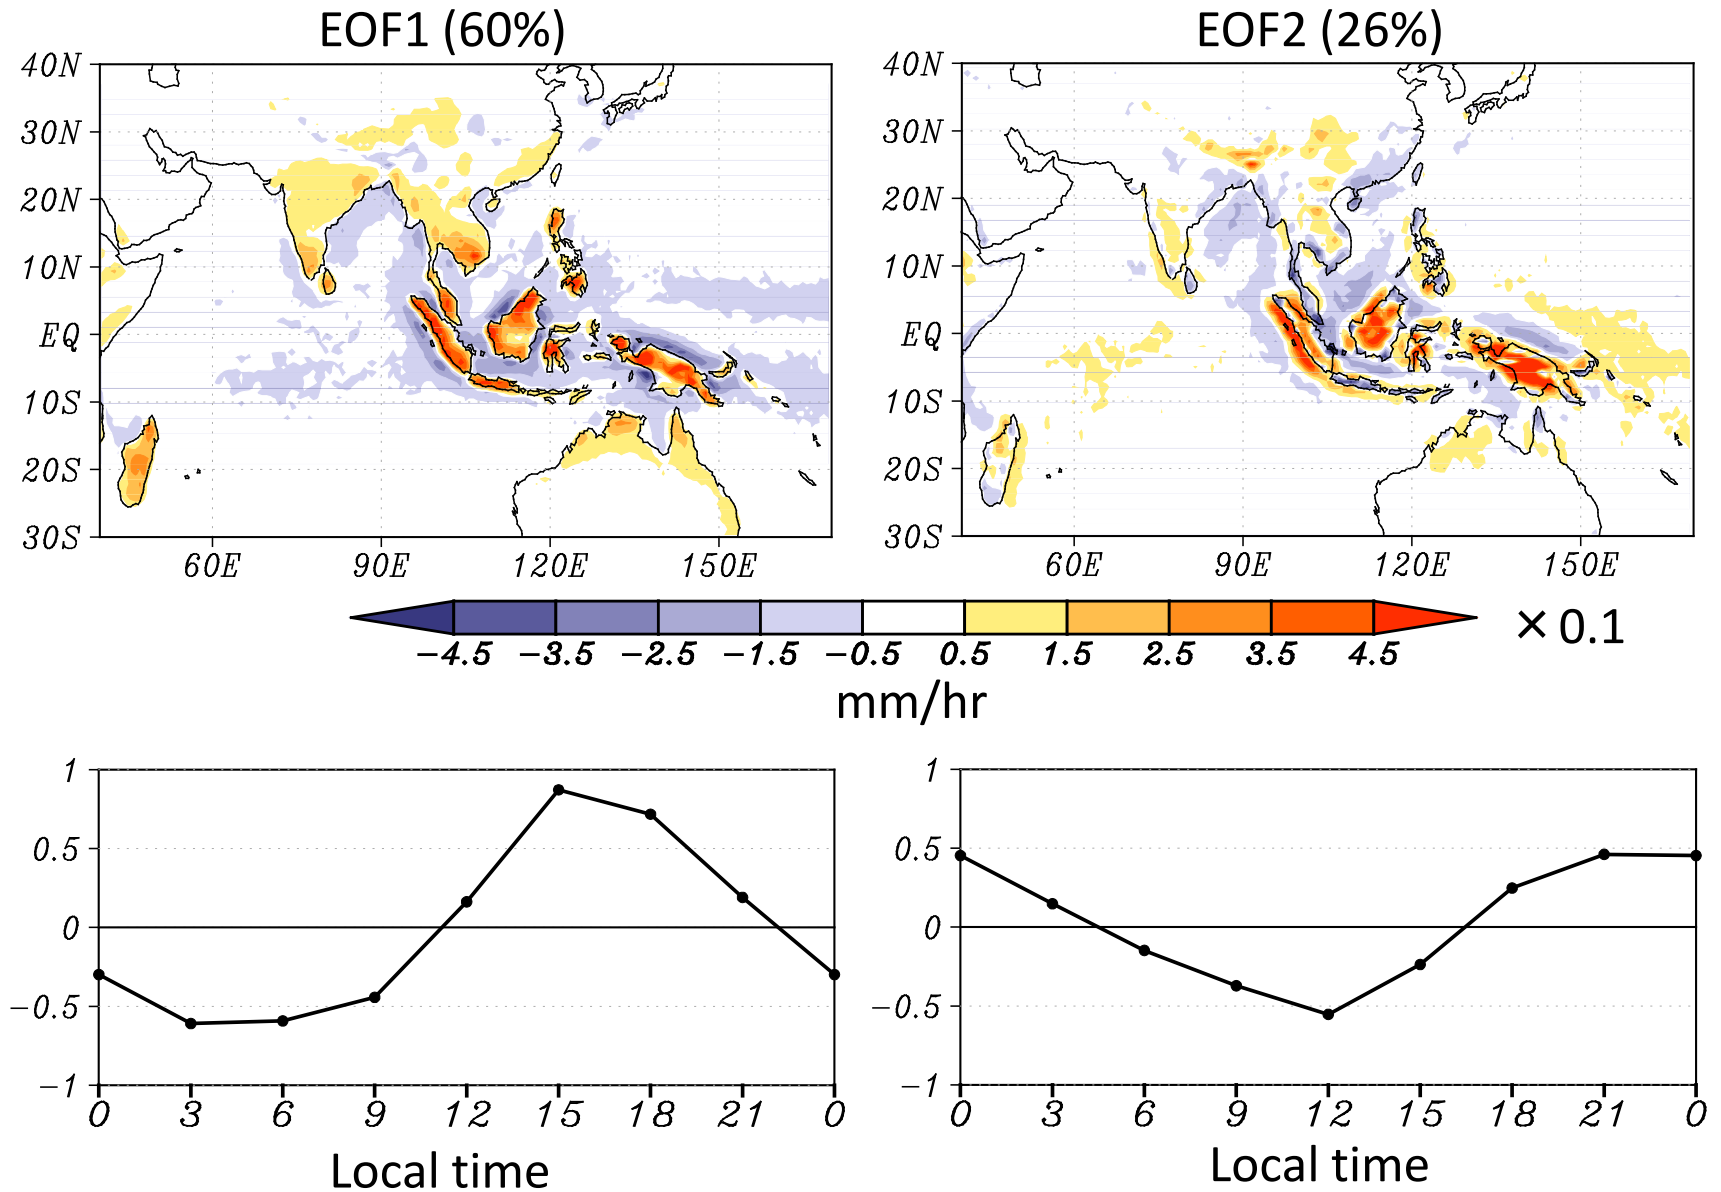 EOF1 (60%)
EOF2 (26%)
40N
30N
20N
10N
EQ
10S
20S
30S
60E 90E 120E 150E
40N
30N
20N
10N
EQ
10S
20S
30S
60E 90E 120E 150E
−4.5 −3.5 −2.5 −1.5 −0.5 0.5 1.5 2.5 3.5 4.5
×0.1
mm/hr
1
0.5
0
−0.5
−1
0 3 6 9 12 15 18 21 0
Local time
1
0.5
0
−0.5
−1
0 3 6 9 12 15 18 21 0
Local time